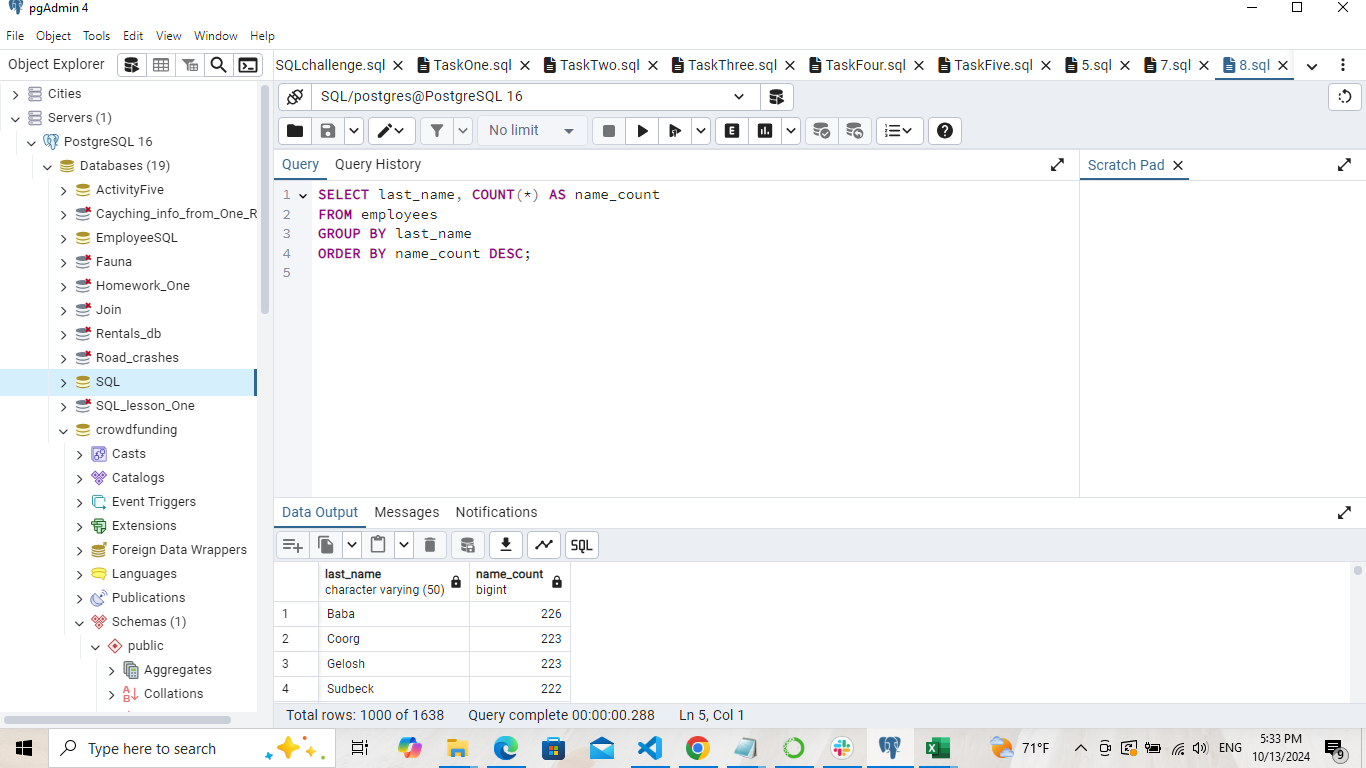 pgAdmin 4
File Object Tools Edit View Window Help
Object Explorer
Cities
Servers (1)
PostgreSQL 16
Databases (19)
ActivityFive
Cayching_info_from_One_R
EmployeeSQL
Fauna
Homework_One
Join
Rentals_db
Road_crashes
SQL
SQL_lesson_One
crowdfunding
Casts
Catalogs
Event Triggers
Extensions
Foreign Data Wrappers
Languages
Publications
Schemas (1)
public
Aggregates
Collations
SQLchallenge.sql TaskOne.sql TaskTwo.sql TaskThree.sql TaskFour.sql TaskFive.sql 5.sql 7.sql 8.sql
SQL/postgres@PostgreSQL 16
No limit E
Query Query History
Scratch Pad
1 SELECT last_name, COUNT(*) AS name_count
2 FROM employees
3 GROUP BY last_name
4 ORDER BY name_count DESC;
5
Data Output Messages Notifications
SQL
last_name name_count
character varying (50) bigint
1 Baba 226
2 Coorg 223
3 Gelosh 223
4 Sudbeck 222
Total rows: 1000 of 1638 Query complete 00:00:00.288 Ln 5, Col 1
Type here to search
71°F ENG 5:33 PM
10/13/2024
9